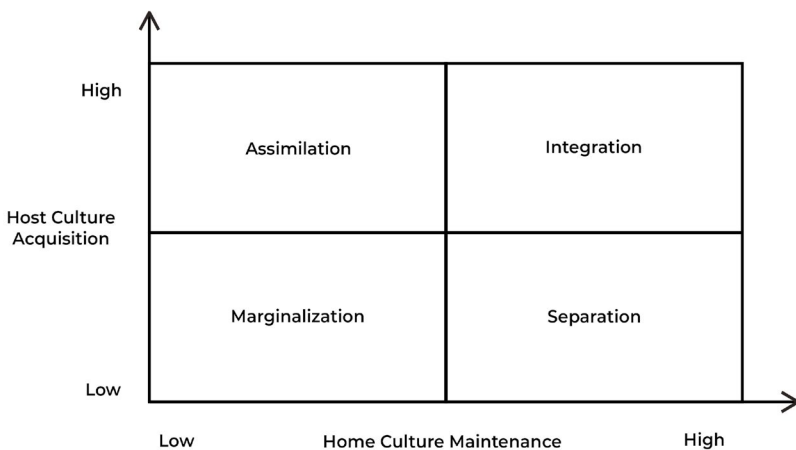 High
Assimilation
Integration
Host Culture
Acquisition
Marginalization
Separation
Low
Low
Home Culture Maintenance
High